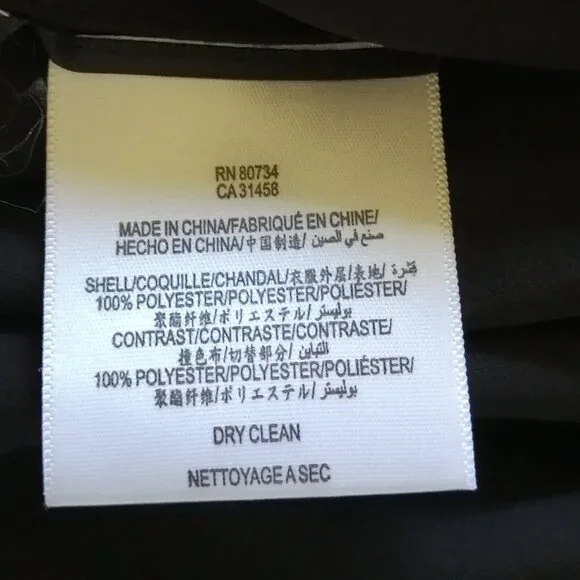 RN 80734
CA 31458
MADE IN CHINA/FABRIQUÉ EN CHINE/
HECHO EN CHINA/中国制造/ صنع في الصين
SHELL/COQUILLE/CHANDAL/衣服外层/表地/ قشرة
100% POLYESTER/POLYESTER/POLIÉSTER/
聚酯纤维/ポリエステル/ بوليستر
CONTRAST/CONTRASTE/CONTRASTE/
撞色布/切替部分/ التباين
100% POLYESTER/POLYESTER/POLIÉSTER/
聚酯纤维/ポリエステル/ بوليستر
DRY CLEAN
NETTOYAGE A SEC